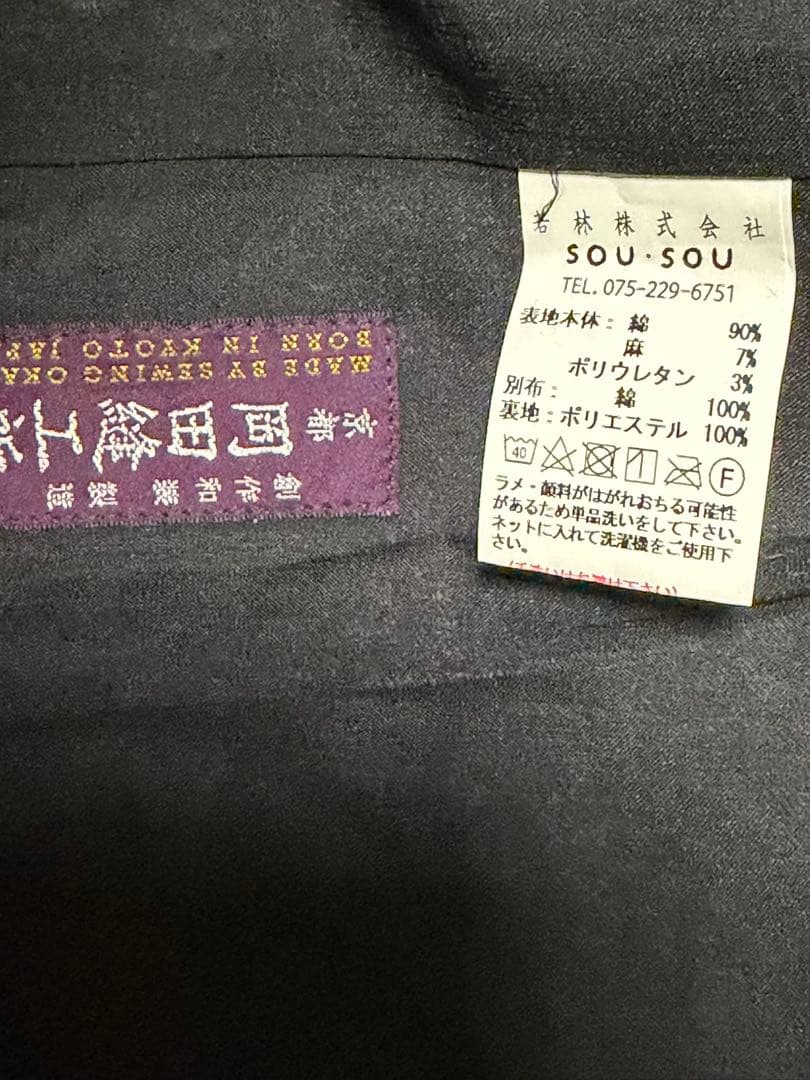 若林株式会社
SOU・SOU
TEL. 075-229-6751
表地本体: 綿 90%
麻 7%
ポリウレタン 3%
別布: 綿 100%
裏地: ポリエステル 100%
40
F
ラメ・顔料がはがれおちる可能性
があるため単品洗いをして下さい。
ネットに入れて洗濯機をご使用下
さい。
創作和装製造
京都 岡田縫工
MADE BY SEWING OKA
BORN IN KYOTO JAP